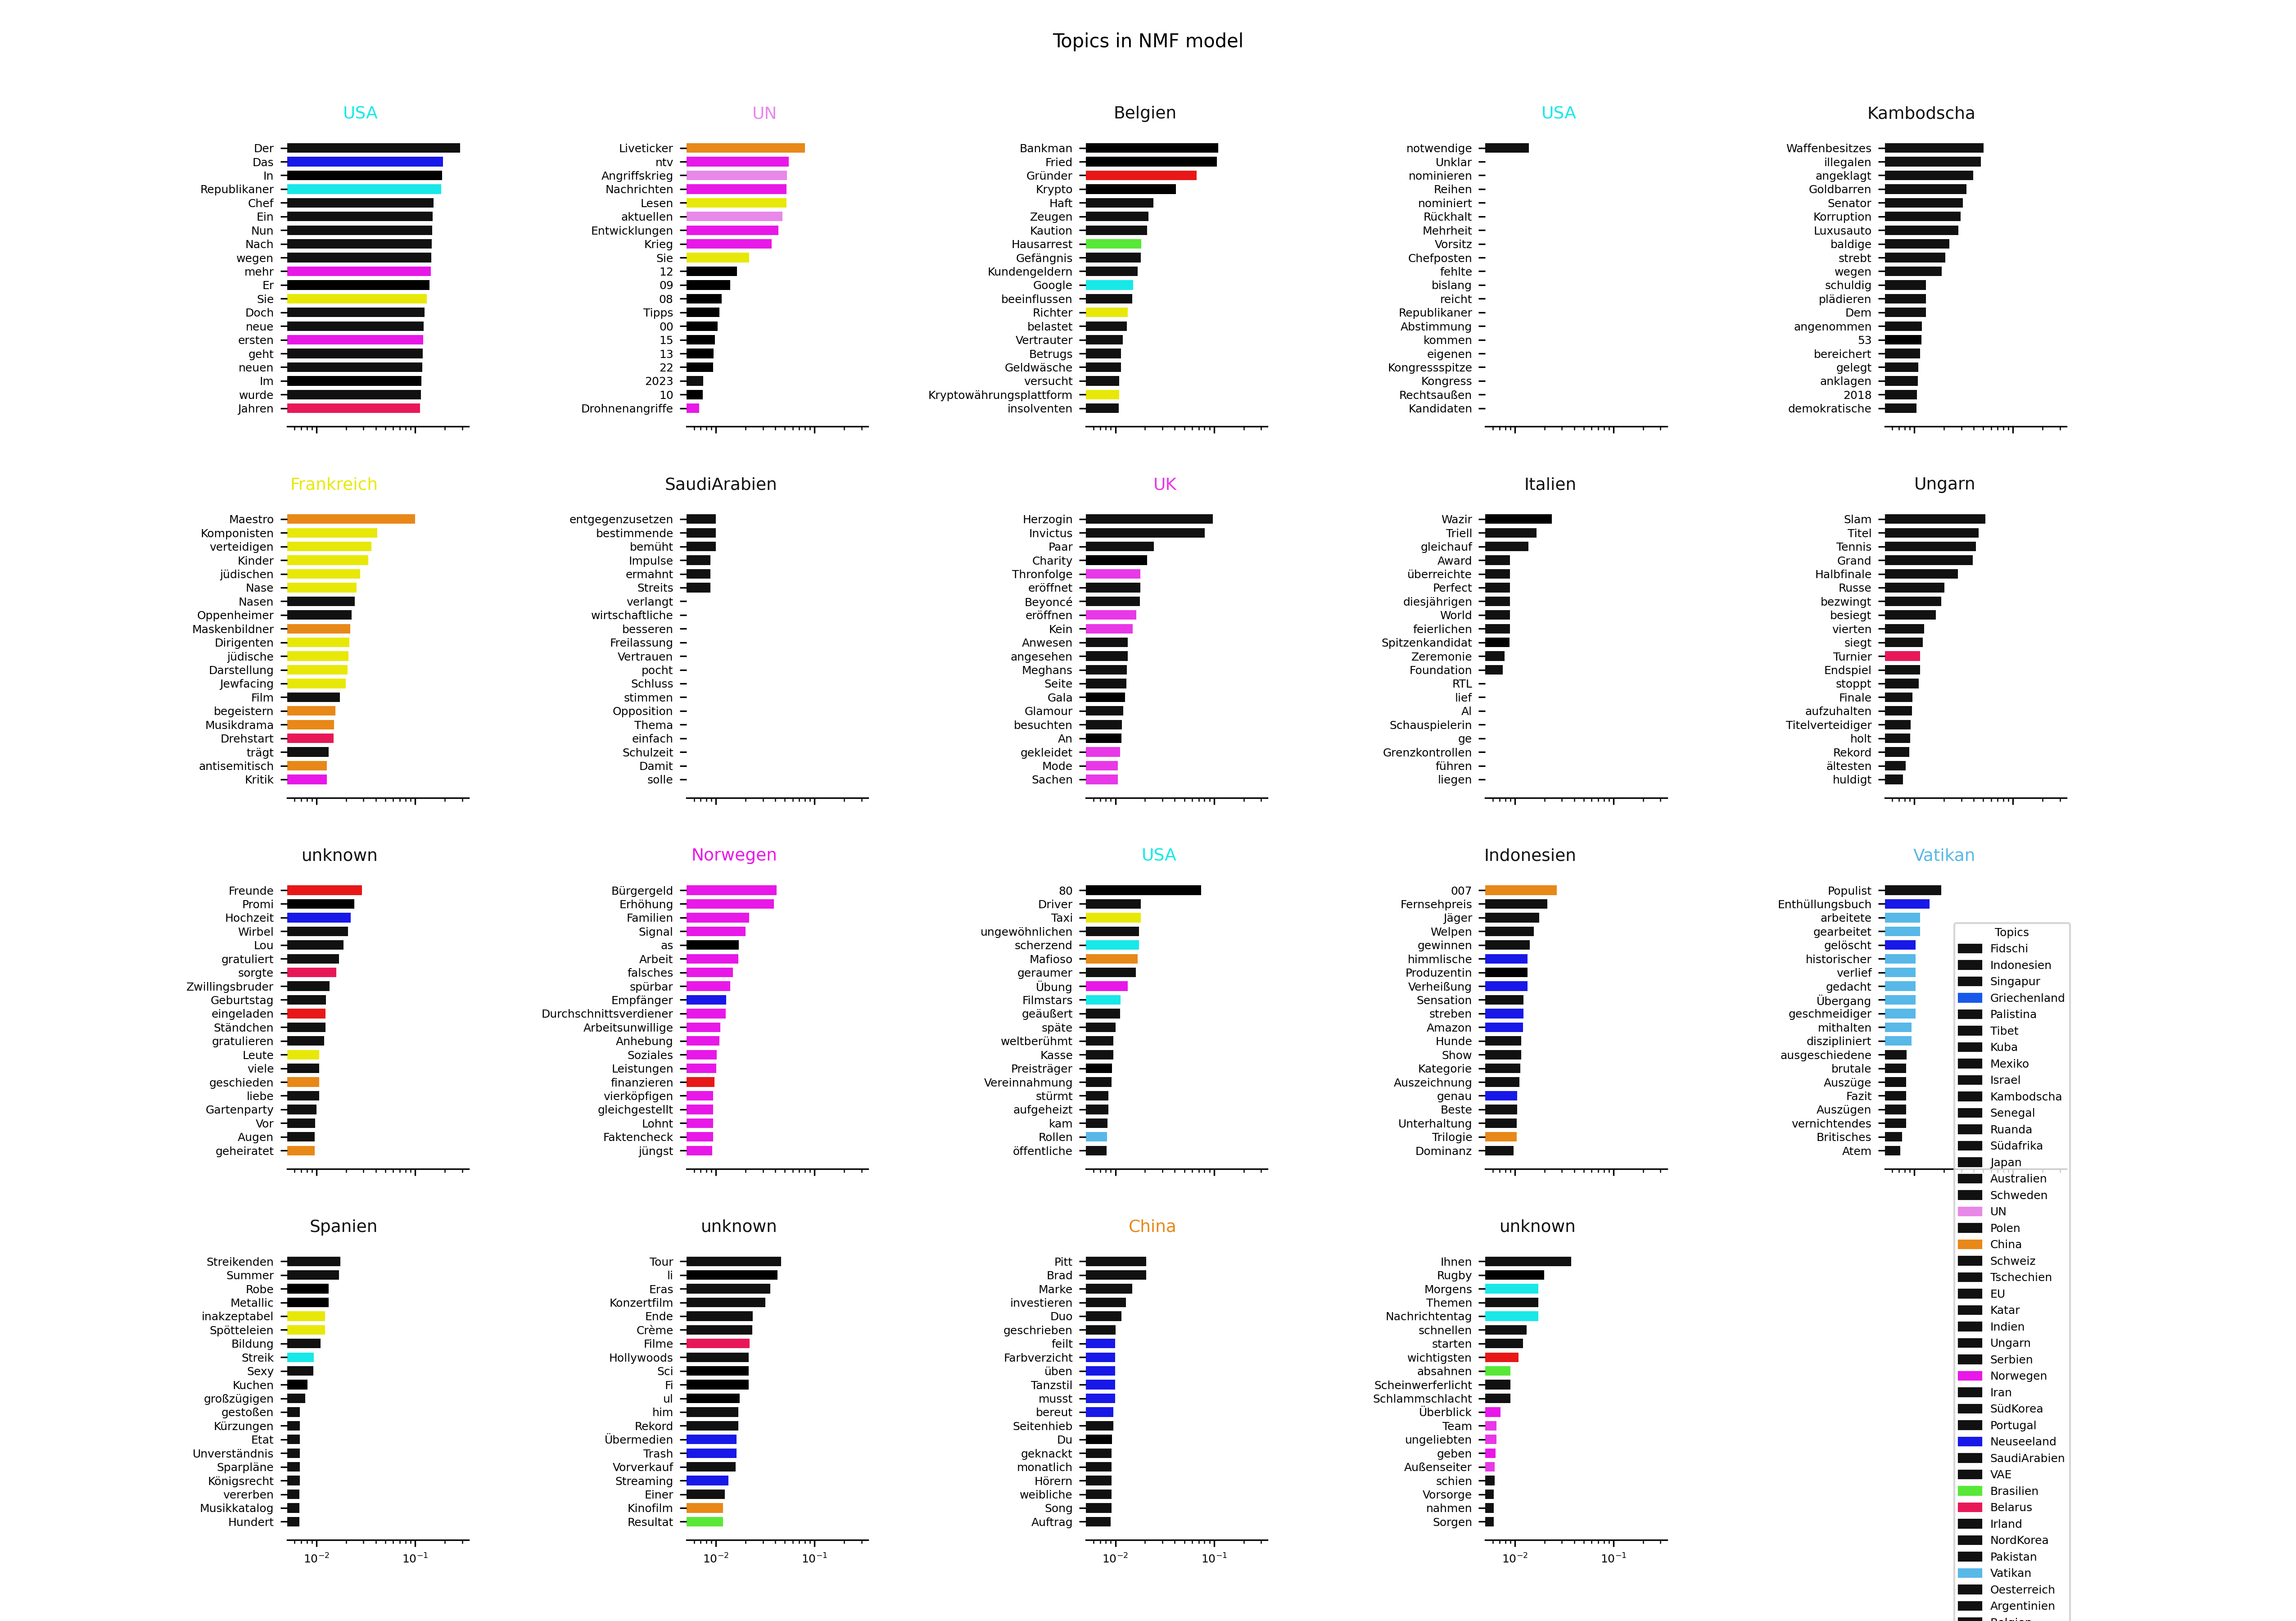 Topics in NMF model
USA
Der
Das
In
Republikaner
Chef
Ein
Nun
Nach
wegen
mehr
Er
Sie
Doch
neue
ersten
geht
neuen
Im
wurde
Jahren
UN
Liveticker
ntv
Angriffskrieg
Nachrichten
Lesen
aktuellen
Entwicklungen
Krieg
Sie
12
09
08
Tipps
00
15
13
22
2023
10
Drohnenangriffe
Belgien
Bankman
Fried
Gründer
Krypto
Haft
Zeugen
Kaution
Hausarrest
Gefängnis
Kundengeldern
Google
beeinflussen
Richter
belastet
Vertrauter
Betrugs
Geldwäsche
versucht
Kryptowährungsplattform
insolventen
USA
notwendige
Unklar
nominieren
Reihen
nominiert
Rückhalt
Mehrheit
Vorsitz
Chefposten
fehlte
bislang
reicht
Republikaner
Abstimmung
kommen
eigenen
Kongressspitze
Kongress
Rechtsaußen
Kandidaten
Kambodscha
Waffenbesitzes
illegalen
angeklagt
Goldbarren
Senator
Korruption
Luxusauto
baldige
strebt
wegen
schuldig
plädieren
Dem
angenommen
53
bereichert
gelegt
anklagen
2018
demokratische
Frankreich
Maestro
Komponisten
verteidigen
Kinder
jüdischen
Nase
Nasen
Oppenheimer
Maskenbildner
Dirigenten
jüdische
Darstellung
Jewfacing
Film
begeistern
Musikdrama
Drehstart
trägt
antisemitisch
Kritik
SaudiArabien
entgegenzusetzen
bestimmende
bemüht
Impulse
ermahnt
Streits
verlangt
wirtschaftliche
besseren
Freilassung
Vertrauen
pocht
Schluss
stimmen
Opposition
Thema
einfach
Schulzeit
Damit
solle
UK
Herzogin
Invictus
Paar
Charity
Thronfolge
eröffnet
Beyoncé
eröffnen
Kein
Anwesen
angesehen
Meghans
Seite
Gala
Glamour
besuchten
An
gekleidet
Mode
Sachen
Italien
Wazir
Triell
gleichauf
Award
überreichte
Perfect
diesjährigen
World
feierlichen
Spitzenkandidat
Zeremonie
Foundation
RTL
lief
Al
Schauspielerin
ge
Grenzkontrollen
führen
liegen
Ungarn
Slam
Titel
Tennis
Grand
Halbfinale
Russe
bezwingt
besiegt
vierten
siegt
Turnier
Endspiel
stoppt
Finale
aufzuhalten
Titelverteidiger
holt
Rekord
ältesten
huldigt
unknown
Freunde
Promi
Hochzeit
Wirbel
Lou
gratuliert
sorgte
Zwillingsbruder
Geburtstag
eingeladen
Ständchen
gratulieren
Leute
viele
geschieden
liebe
Gartenparty
Vor
Augen
geheiratet
Norwegen
Bürgergeld
Erhöhung
Familien
Signal
as
Arbeit
falsches
spürbar
Empfänger
Durchschnittsverdiener
Arbeitsunwillige
Anhebung
Soziales
Leistungen
finanzieren
vierköpfigen
gleichgestellt
Lohnt
Faktencheck
jüngst
USA
80
Driver
Taxi
ungewöhnlichen
scherzend
Mafioso
geraumer
Übung
Filmstars
geäußert
späte
weltberühmt
Kasse
Preisträger
Vereinnahmung
stürmt
aufgeheizt
kam
Rollen
öffentliche
Indonesien
007
Fernsehpreis
Jäger
Welpen
gewinnen
himmlische
Produzentin
Verheißung
Sensation
streben
Amazon
Hunde
Show
Kategorie
Auszeichnung
genau
Beste
Unterhaltung
Trilogie
Dominanz
Vatikan
Populist
Enthüllungsbuch
arbeitete
gearbeitet
gelöscht
historischer
verlief
gedacht
Übergang
geschmeidiger
mithalten
diszipliniert
ausgeschiedene
brutale
Auszüge
Fazit
Auszügen
vernichtendes
Britisches
Atem
Spanien
Streikenden
Summer
Robe
Metallic
inakzeptabel
Spötteleien
Bildung
Streik
Sexy
Kuchen
großzügigen
gestoßen
Kürzungen
Etat
Unverständnis
Sparpläne
Königsrecht
vererben
Musikkatalog
Hundert
10⁻² 10⁻¹
unknown
Tour
li
Eras
Konzertfilm
Ende
Crème
Filme
Hollywoods
Sci
Fi
ul
him
Rekord
Übermedien
Trash
Vorverkauf
Streaming
Einer
Kinofilm
Resultat
10⁻² 10⁻¹
China
Pitt
Brad
Marke
investieren
Duo
geschrieben
feilt
Farbverzicht
üben
Tanzstil
musst
bereut
Seitenhieb
Du
geknackt
monatlich
Hörern
weibliche
Song
Auftrag
10⁻² 10⁻¹
unknown
Ihnen
Rugby
Morgens
Themen
Nachrichtentag
schnellen
starten
wichtigsten
absahnen
Scheinwerferlicht
Schlammschlacht
Überblick
Team
ungeliebten
geben
Außenseiter
schien
Vorsorge
nahmen
Sorgen
10⁻² 10⁻¹
Topics
Fidschi
Indonesien
Singapur
Griechenland
Palistina
Tibet
Kuba
Mexiko
Israel
Kambodscha
Senegal
Ruanda
Südafrika
Japan
Australien
Schweden
UN
Polen
China
Schweiz
Tschechien
EU
Katar
Indien
Ungarn
Serbien
Norwegen
Iran
SüdKorea
Portugal
Neuseeland
SaudiArabien
VAE
Brasilien
Belarus
Irland
NordKorea
Pakistan
Vatikan
Oesterreich
Argentinien